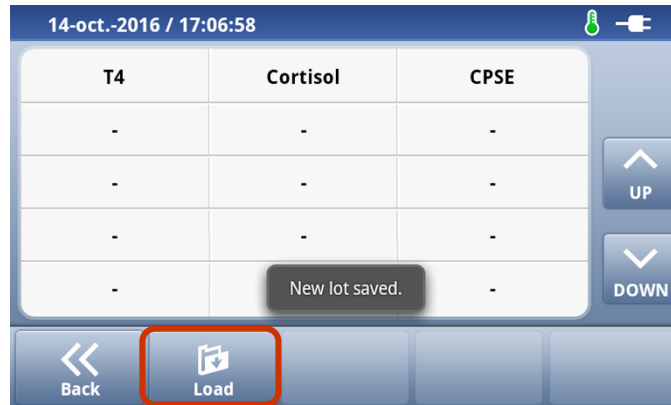 14-oct.-2016 / 17:06:58
T4 Cortisol CPSE
- - -
- - -
UP
- - -
New lot saved.
- -
DOWN
Back Load